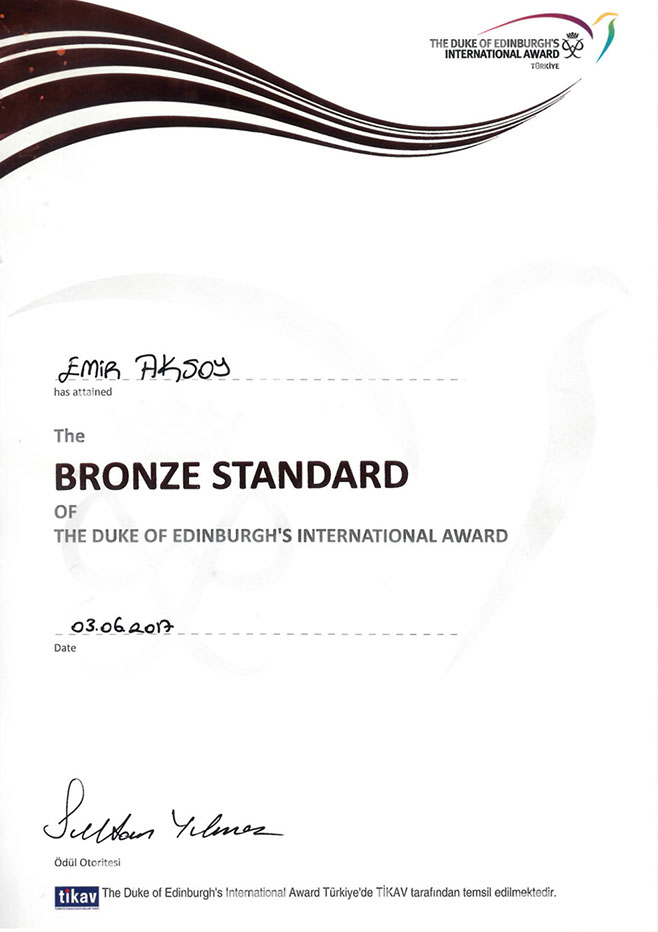 THE DUKE OF EDINBURGH'S
INTERNATIONAL AWARD
TÜRKİYE
Emir AKSOY
has attained
The
BRONZE STANDARD
OF
THE DUKE OF EDINBURGH'S INTERNATIONAL AWARD
03.06.2017
Date
Sultan Yılmaz
Ödül Otoritesi
tikav
The Duke of Edinburgh's International Award Türkiye'de TİKAV tarafından temsil edilmektedir.